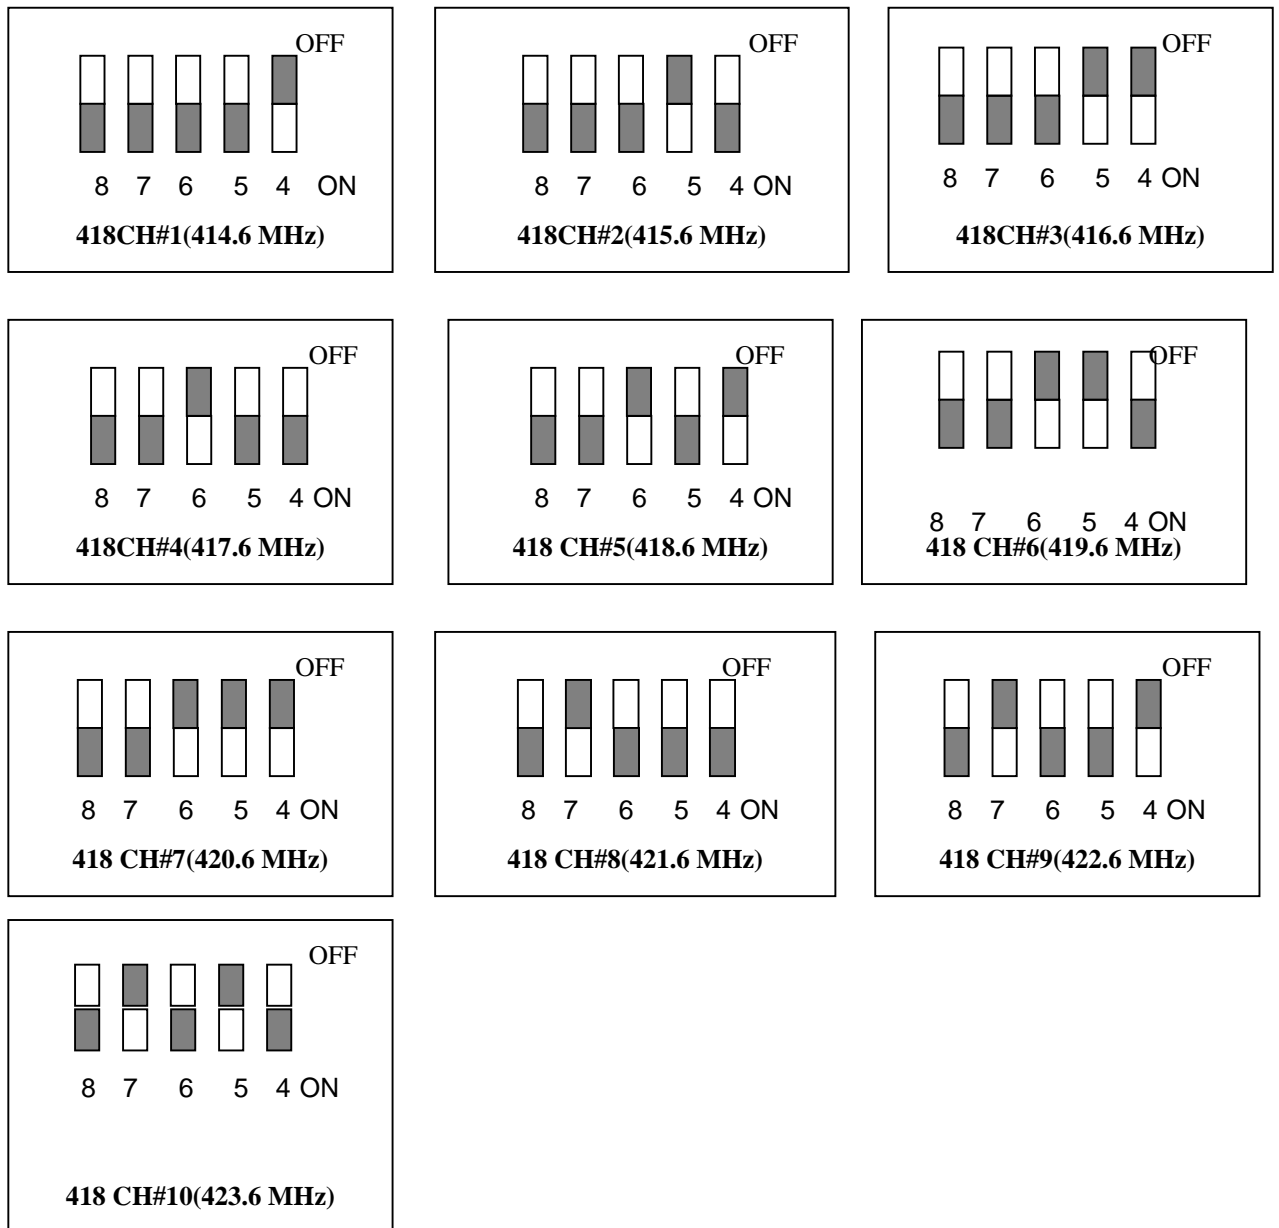 OFF
8 7 6 5 4 ON
418CH#1(414.6 MHz)
OFF
8 7 6 5 4 ON
418CH#2(415.6 MHz)
OFF
8 7 6 5 4 ON
418CH#3(416.6 MHz)
OFF
8 7 6 5 4 ON
418CH#4(417.6 MHz)
OFF
8 7 6 5 4 ON
418 CH#5(418.6 MHz)
OFF
8 7 6 5 4 ON
418 CH#6(419.6 MHz)
OFF
8 7 6 5 4 ON
418 CH#7(420.6 MHz)
OFF
8 7 6 5 4 ON
418 CH#8(421.6 MHz)
OFF
8 7 6 5 4 ON
418 CH#9(422.6 MHz)
OFF
8 7 6 5 4 ON
418 CH#10(423.6 MHz)